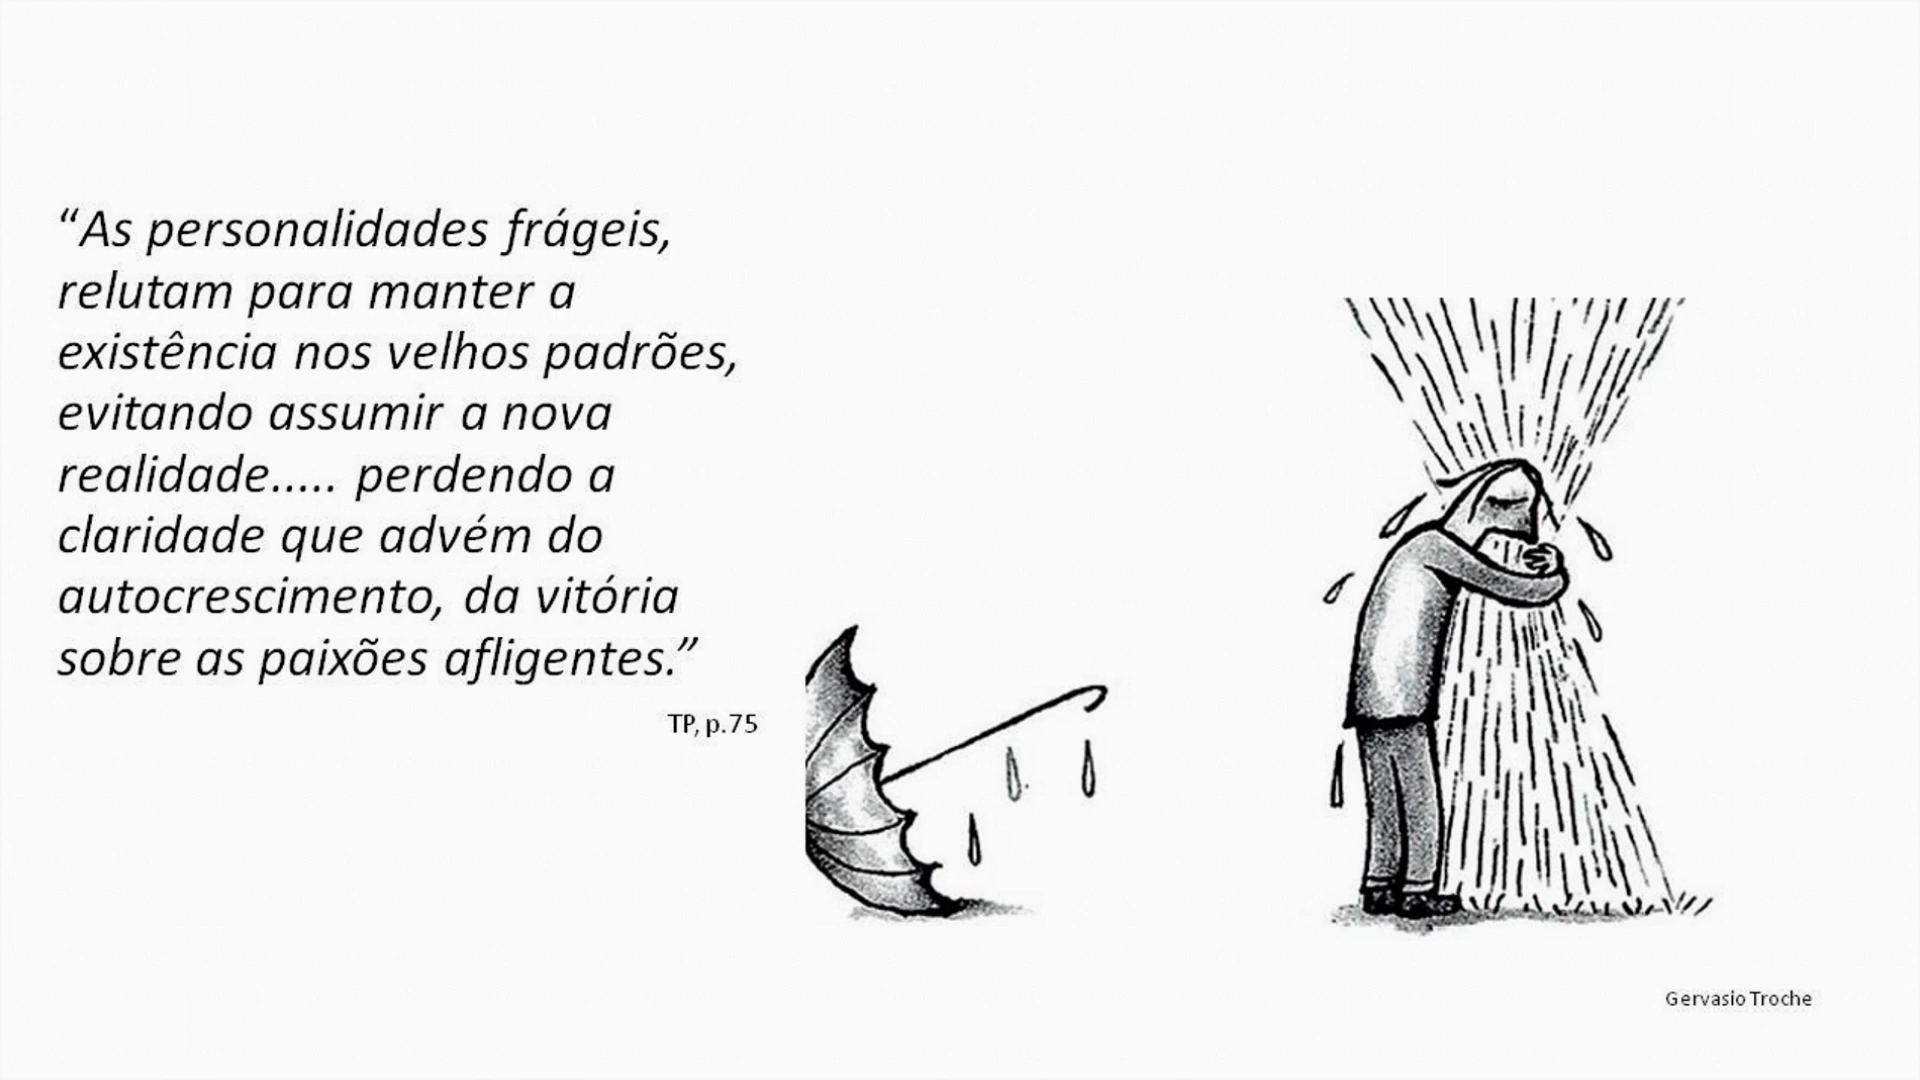 “As personalidades frágeis,
relutam para manter a
existência nos velhos padrões,
evitando assumir a nova
realidade..... perdendo a
claridade que advém do
autocrescimento, da vitória
sobre as paixões afligentes.”
TP, p.75
Gervasio Troche